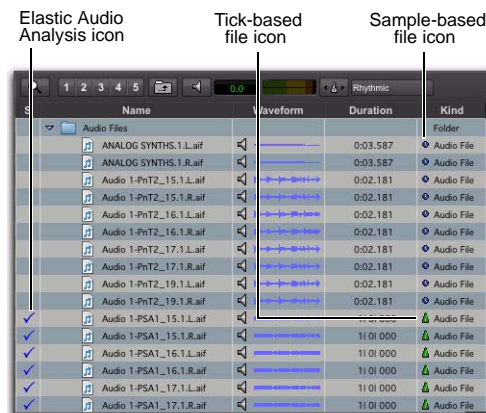 Elastic Audio Analysis icon
Tick-based file icon
Sample-based file icon
1 2 3 4 5 0.0 Rhythmic
S Name Waveform Duration Kind
Audio Files Folder
ANALOG SYNTHS.1.L.aif 0:03.587 Audio File
ANALOG SYNTHS.1.R.aif 0:03.587 Audio File
Audio 1-PnT2_15.1.L.aif 0:02.181 Audio File
Audio 1-PnT2_15.1.R.aif 0:02.181 Audio File
Audio 1-PnT2_16.1.L.aif 0:02.181 Audio File
Audio 1-PnT2_16.1.R.aif 0:02.181 Audio File
Audio 1-PnT2_17.1.L.aif 0:02.181 Audio File
Audio 1-PnT2_17.1.R.aif 0:02.181 Audio File
Audio 1-PnT2_19.1.L.aif 0:02.181 Audio File
Audio 1-PnT2_19.1.R.aif 0:02.181 Audio File
Audio 1-PSA1_15.1.L.aif 1| 0| 000 Audio File
Audio 1-PSA1_15.1.R.aif 1| 0| 000 Audio File
Audio 1-PSA1_16.1.L.aif 1| 0| 000 Audio File
Audio 1-PSA1_16.1.R.aif 1| 0| 000 Audio File
Audio 1-PSA1_17.1.L.aif 1| 0| 000 Audio File
Audio 1-PSA1_17.1.R.aif 1| 0| 000 Audio File